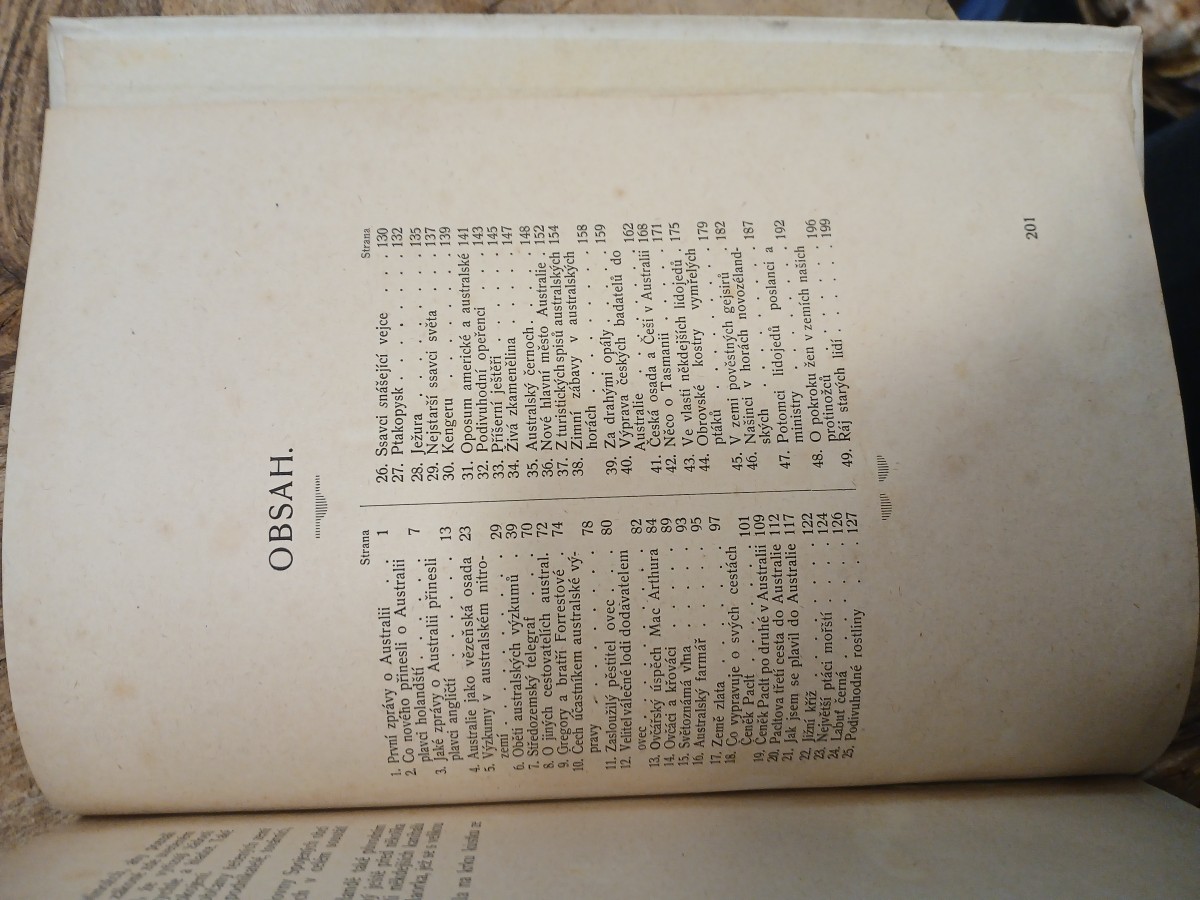 OBSAH.
Strana
1. První zprávy o Australii . . . 1
2. Co nového přinesli o Australii
plavci holandští . . . . . 7
3. Jaké zprávy o Australii přinesli
plavci angličtí . . . . . 13
4. Australie jako vězeňská osada 23
5. Výzkumy v australském nitro-
zemí . . . . . . . . . 29
6. Oběti australských výzkumů . 39
7. Středozemský telegraf . . . 70
8. O jiných cestovatelích austral. 72
9. Gregory a bratří Forrestové . 74
10. Čech účastníkem australské vý-
pravy . . . . . . . . . 78
11. Zasloužilý pěstitel ovec . . . 80
12. Velitel válečné lodi dodávatelem
ovec . . . . . . . . . . 82
13. Ovčářský úspěch Mac Arthura 84
14. Ovčáci a křováci . . . . . 89
15. Světoznámá vlna . . . . . 93
16. Australský farmář . . . . . 95
17. Země zlata . . . . . . . 97
18. Co vypravuje o svých cestách
Čeněk Paclt . . . . . . . 101
19. Čeněk Paclt po druhé v Australii 109
20. Pacltova třetí cesta do Australie 112
21. Jak jsem se plavil do Australie 117
22. Jižní kříž . . . . . . . . 122
23. Největší ptáci mořští . . . . 124
24. Labuť černá . . . . . . . 126
25. Podivuhodné rostliny . . . 127
Strana
26. Ssavci snášející vejce . . . 130
27. Ptakopysk . . . . . . . 132
28. Ježura . . . . . . . . 135
29. Nejstarší ssavci světa . . . 137
30. Kengeru . . . . . . . . 139
31. Oposum americké a australské 141
32. Podivuhodní opeřenci . . . 143
33. Příšerní ještěři . . . . . . 145
34. Živá zkamenělina . . . . . 147
35. Australský černoch . . . . . 148
36. Nové hlavní město Australie . 152
37. Z turistických spisů australských 154
38. Zimní zábavy v australských
horách . . . . . . . . . 158
39. Za drahými opály . . . . . 159
40. Výprava českých badatelů do
Australie . . . . . . . . 162
41. Česká osada a Češi v Australii 168
42. Něco o Tasmanii . . . . . 171
43. Ve vlasti někdejších lidojedů . 175
44. Obrovské kostry vymřelých
ptáků . . . . . . . . . 179
45. V zemi pověstných gejsirů . 182
46. Našinci v horách novozéland-
ských . . . . . . . . . 187
47. Potomci lidojedů poslanci a
ministry . . . . . . . . 192
48. O pokroku žen v zemích našich
protinožců . . . . . . . 196
49. Ráj starých lidí . . . . . . 199
201